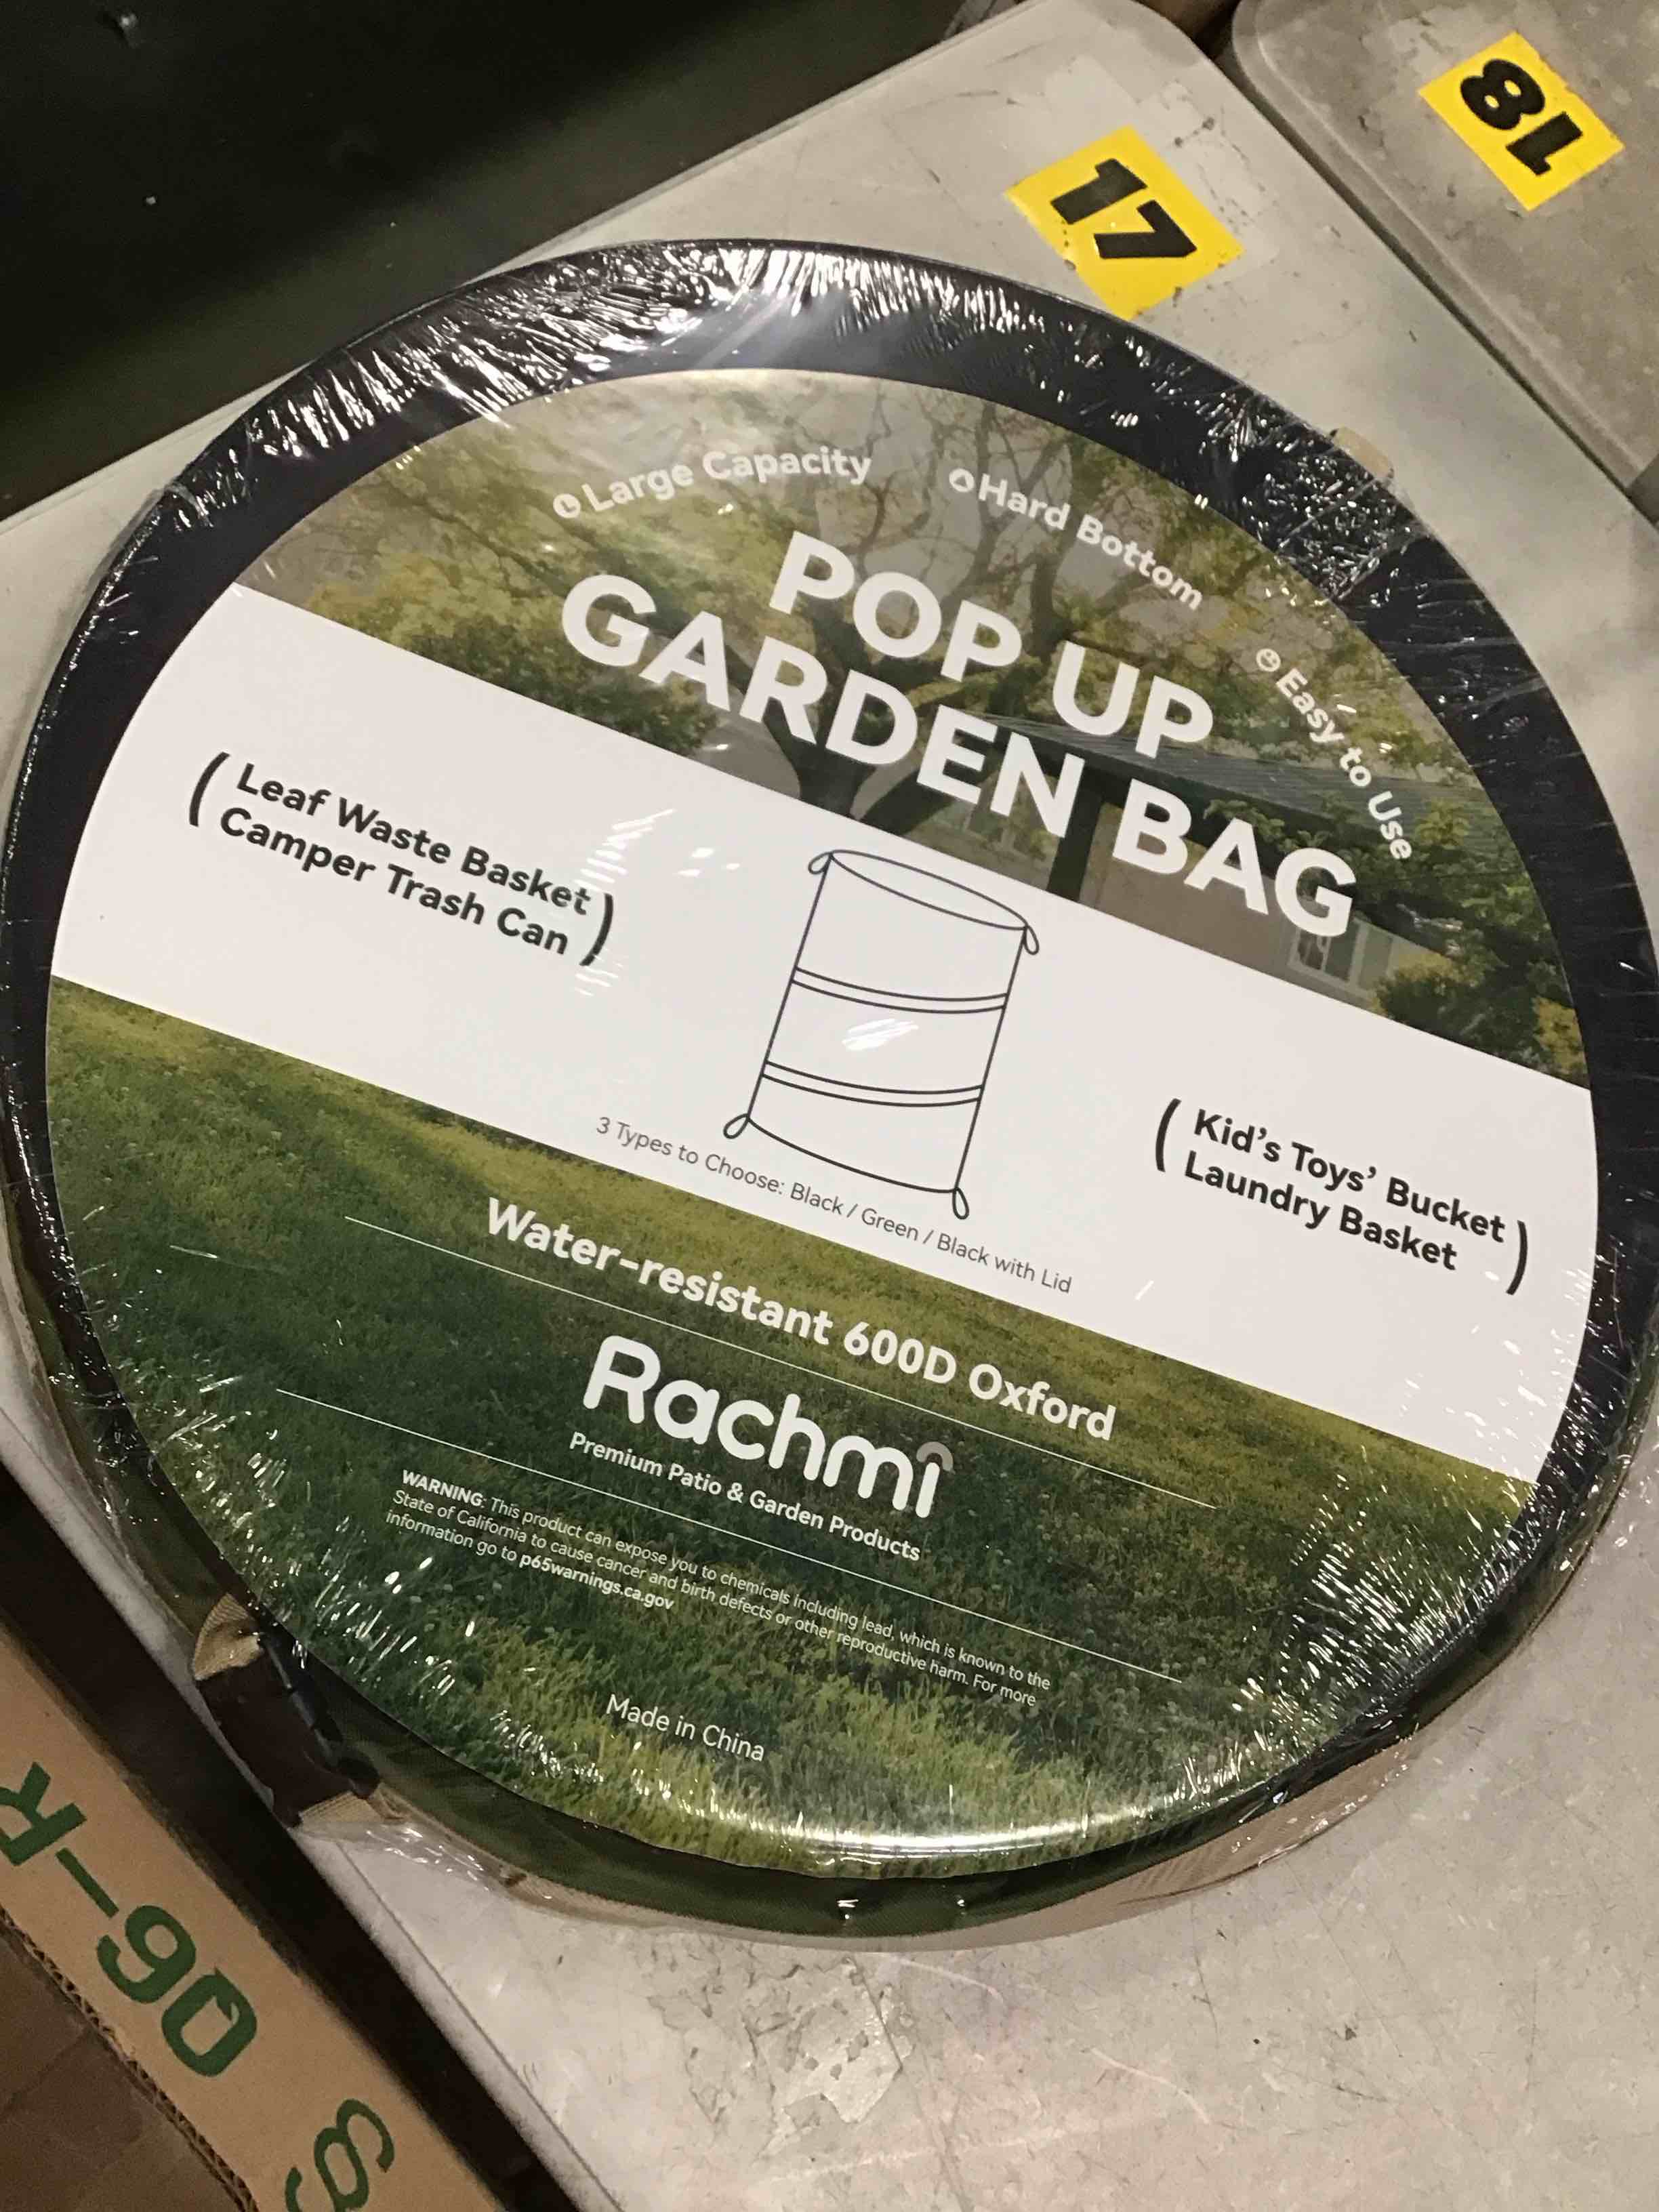 18
17
Large Capacity
Hard Bottom
Easy to Use
POP UP
GARDEN BAG
( Leaf Waste Basket
Camper Trash Can )
( Kid's Toys' Bucket
Laundry Basket )
3 Types to Choose: Black / Green / Black with Lid
Water-resistant 600D Oxford
Rachmi
Premium Patio & Garden Products
WARNING: This product can expose you to chemicals including lead, which is known to the
State of California to cause cancer and birth defects or other reproductive harm. For more
information go to p65warnings.ca.gov
Made in China
R-90